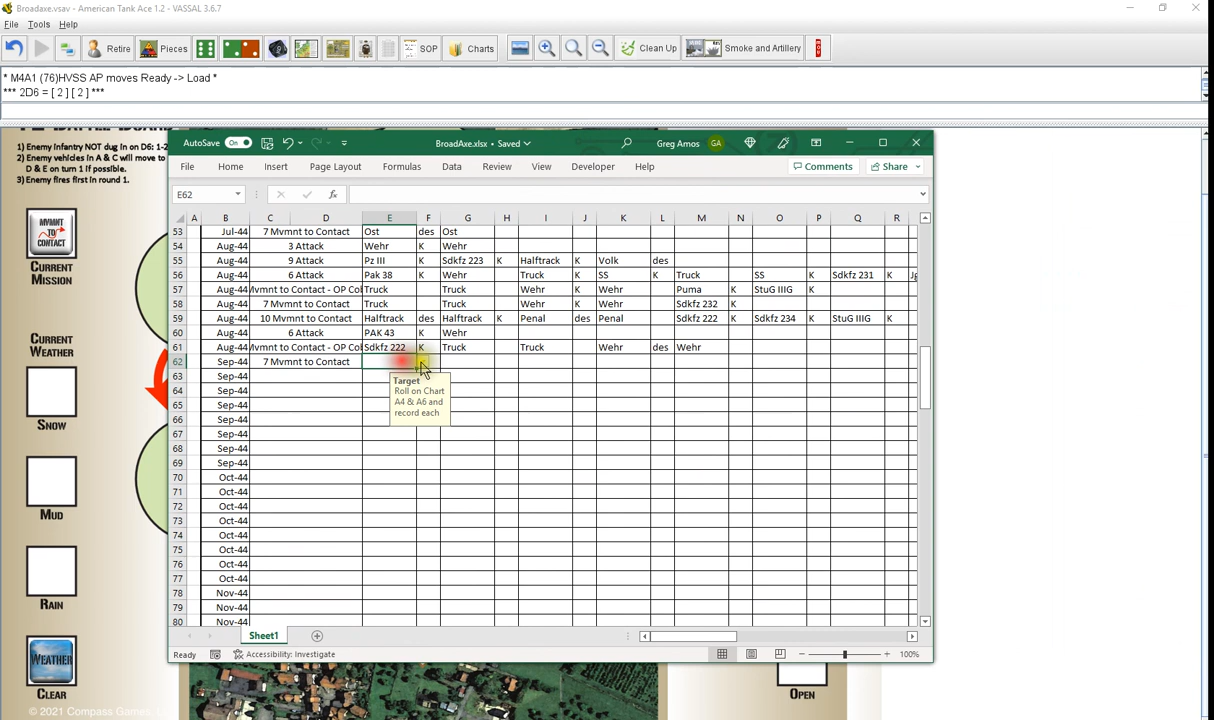 Broadaxe.vsav - American Tank Ace 1.2 - VASSAL 3.6.7
File Tools Help
Retire Pieces SOP Charts Clean Up Smoke and Artillery
* M4A1 (76)HVSS AP moves Ready -> Load *
*** 2D6 = [ 2 ] [ 2 ] ***
1) Enemy infantry NOT dug in on D6: 1-2
2) Enemy vehicles in A & C will move to
D & E on turn 1 if possible.
3) Enemy fires first in round 1.
MVMNT
TO
CONTACT
CURRENT
MISSION
CURRENT
WEATHER
SNOW
MUD
RAIN
WEATHER
CLEAR
© 2021 Compass Games,
OPEN
AutoSave On BroadAxe.xlsx • Saved Greg Amos GA
File Home Insert Page Layout Formulas Data Review View Developer Help Comments Share
E62 fx
A B C D E F G H I J K L M N O P Q R
53 Jul-44 7 Mvmnt to Contact Ost des Ost
54 Aug-44 3 Attack Wehr K Wehr
55 Aug-44 9 Attack Pz III K Sdkfz 223 K Halftrack K Volk des
56 Aug-44 6 Attack Pak 38 K Wehr Truck K SS K Truck SS K Sdkfz 231 K
57 Aug-44 Mvmnt to Contact - OP Col Truck Truck Wehr K Wehr Puma K StuG IIIG K
58 Aug-44 7 Mvmnt to Contact Truck Truck Wehr K Wehr Sdkfz 232 K
59 Aug-44 10 Mvmnt to Contact Halftrack des Halftrack K Penal des Penal Sdkfz 222 K Sdkfz 234 K StuG IIIG K
60 Aug-44 6 Attack PAK 43 K Wehr
61 Aug-44 Mvmnt to Contact - OP Col Sdkfz 222 K Truck Truck Wehr des Wehr
62 Sep-44 7 Mvmnt to Contact
63 Sep-44
64 Sep-44
65 Sep-44
66 Sep-44
67 Sep-44
68 Sep-44
69 Sep-44
70 Oct-44
71 Oct-44
72 Oct-44
73 Oct-44
74 Oct-44
75 Oct-44
76 Oct-44
77 Oct-44
78 Nov-44
79 Nov-44
80 Nov-44
Target
Roll on Chart
A4 & A6 and
record each
Sheet1
Ready Accessibility: Investigate 100%